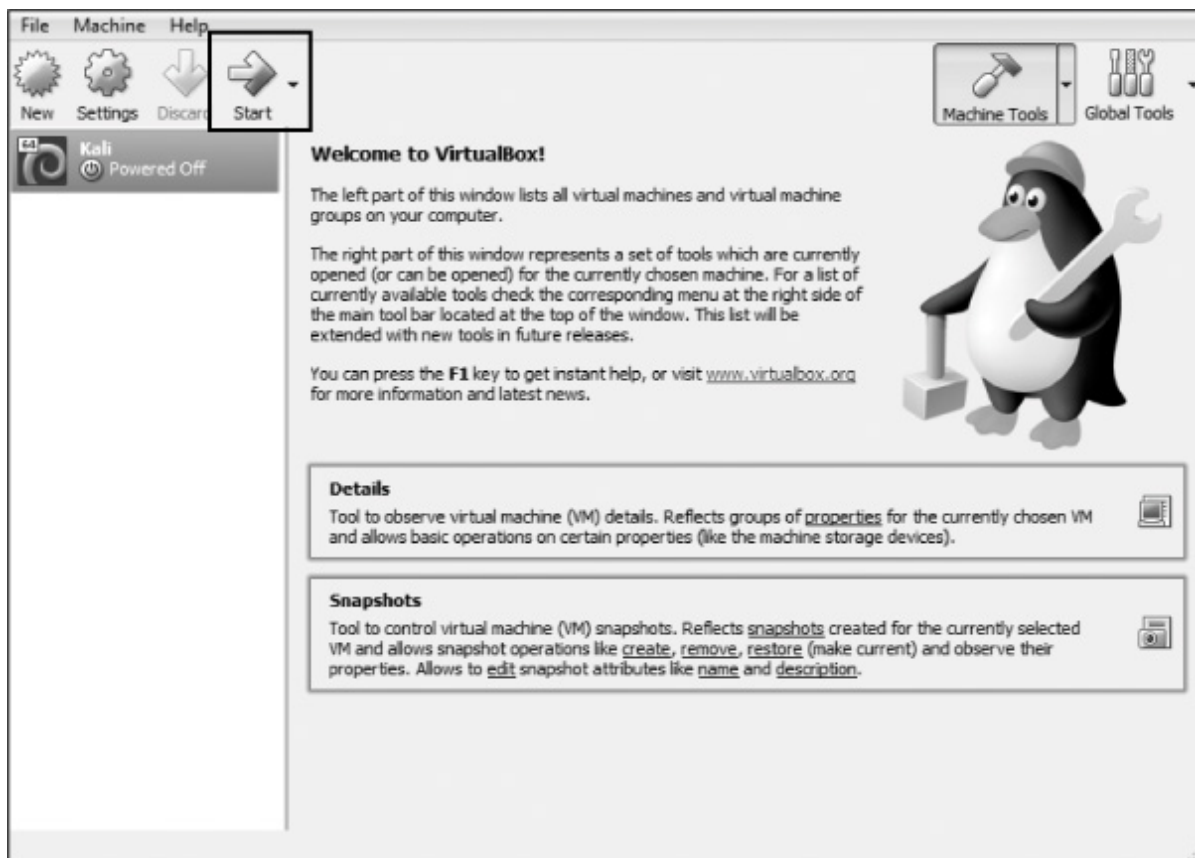 File Machine Help
New Settings Discard Start Machine Tools Global Tools
64
Kali
Powered Off
Welcome to VirtualBox!
The left part of this window lists all virtual machines and virtual machine
groups on your computer.
The right part of this window represents a set of tools which are currently
opened (or can be opened) for the currently chosen machine. For a list of
currently available tools check the corresponding menu at the right side of
the main tool bar located at the top of the window. This list will be
extended with new tools in future releases.
You can press the F1 key to get instant help, or visit www.virtualbox.org
for more information and latest news.
Details
Tool to observe virtual machine (VM) details. Reflects groups of properties for the currently chosen VM
and allows basic operations on certain properties (like the machine storage devices).
Snapshots
Tool to control virtual machine (VM) snapshots. Reflects snapshots created for the currently selected
VM and allows snapshot operations like create, remove, restore (make current) and observe their
properties. Allows to edit snapshot attributes like name and description.